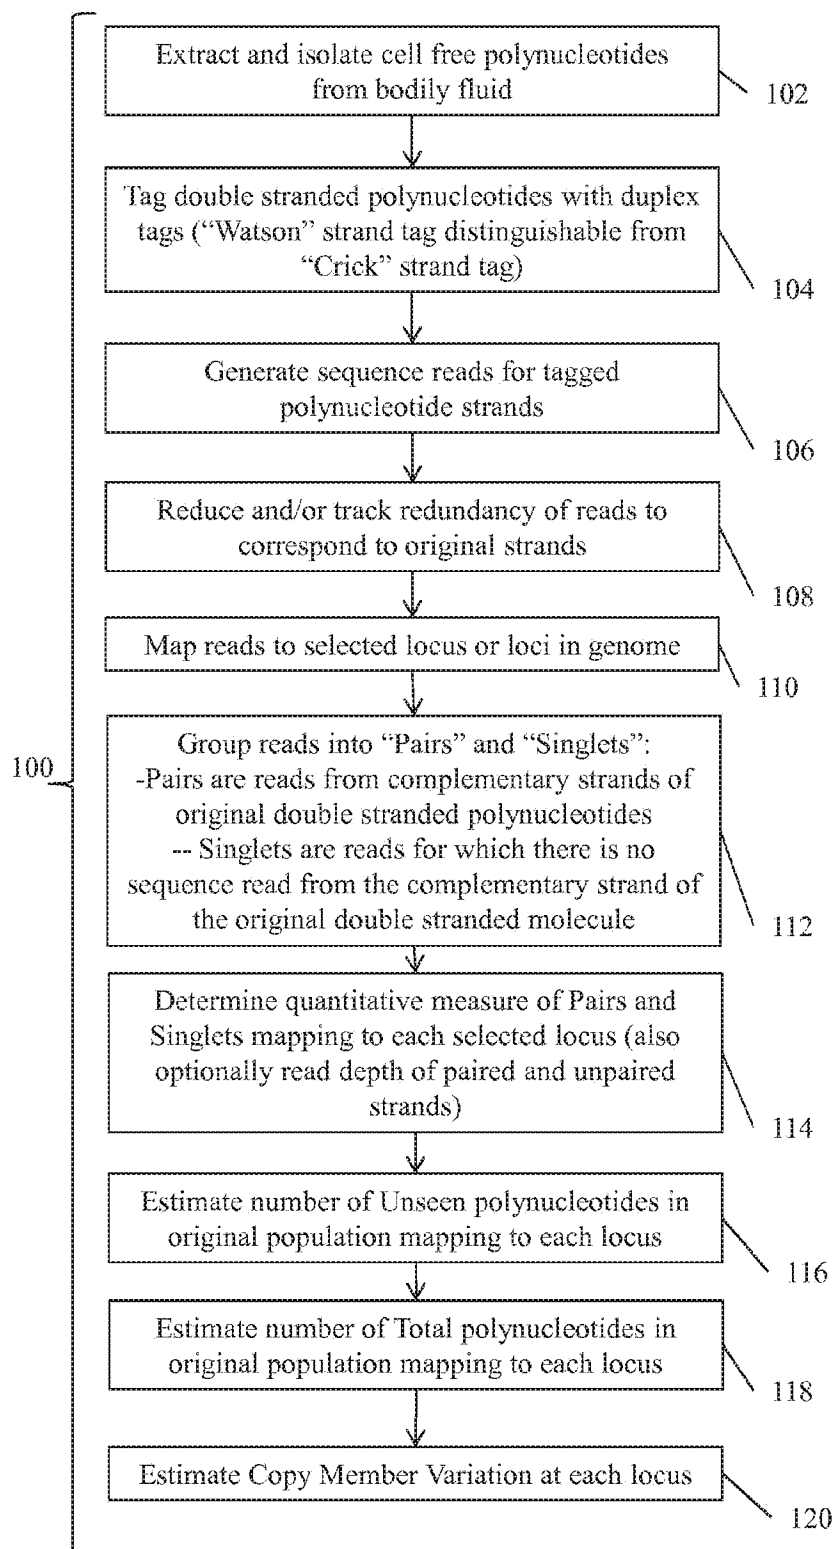 Extract and isolate cell free polynucleotides
from bodily fluid
102
Tag double stranded polynucleotides with duplex
tags (“Watson” strand tag distinguishable from
“Crick” strand tag)
104
Generate sequence reads for tagged
polynucleotide strands
106
Reduce and/or track redundancy of reads to
correspond to original strands
108
Map reads to selected locus or loci in genome
110
100
Group reads into “Pairs” and “Singlets”:
-Pairs are reads from complementary strands of
original double stranded polynucleotides
-- Singlets are reads for which there is no
sequence read from the complementary strand of
the original double stranded molecule
112
Determine quantitative measure of Pairs and
Singlets mapping to each selected locus (also
optionally read depth of paired and unpaired
strands)
114
Estimate number of Unseen polynucleotides in
original population mapping to each locus
116
Estimate number of Total polynucleotides in
original population mapping to each locus
118
Estimate Copy Member Variation at each locus
120